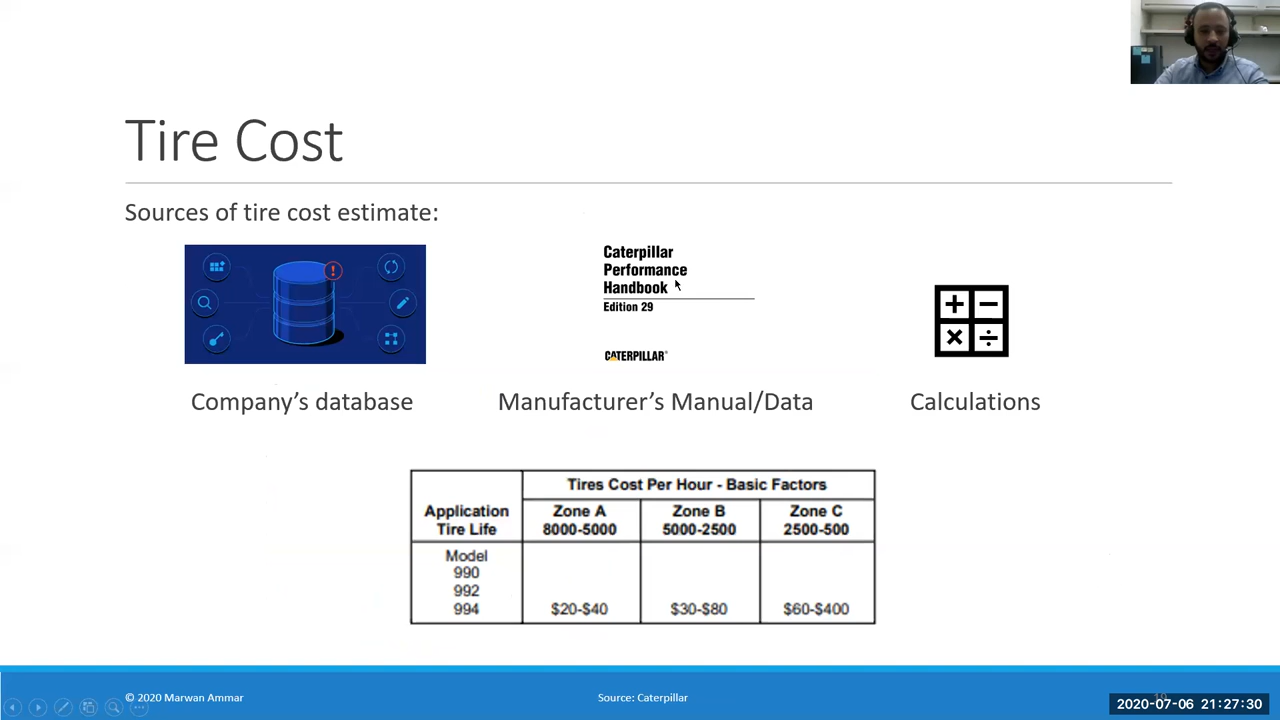 Tire Cost
Sources of tire cost estimate:
Caterpillar
Performance
Handbook
Edition 29
CATERPILLAR®
Company's database
Manufacturer's Manual/Data
Calculations
Tires Cost Per Hour - Basic Factors
Application
Tire Life
Zone A
8000-5000
Zone B
5000-2500
Zone C
2500-500
Model
990
992
994
$20-$40
$30-$80
$60-$400
© 2020 Marwan Ammar
Source: Caterpillar
2020-07-06 21:27:30